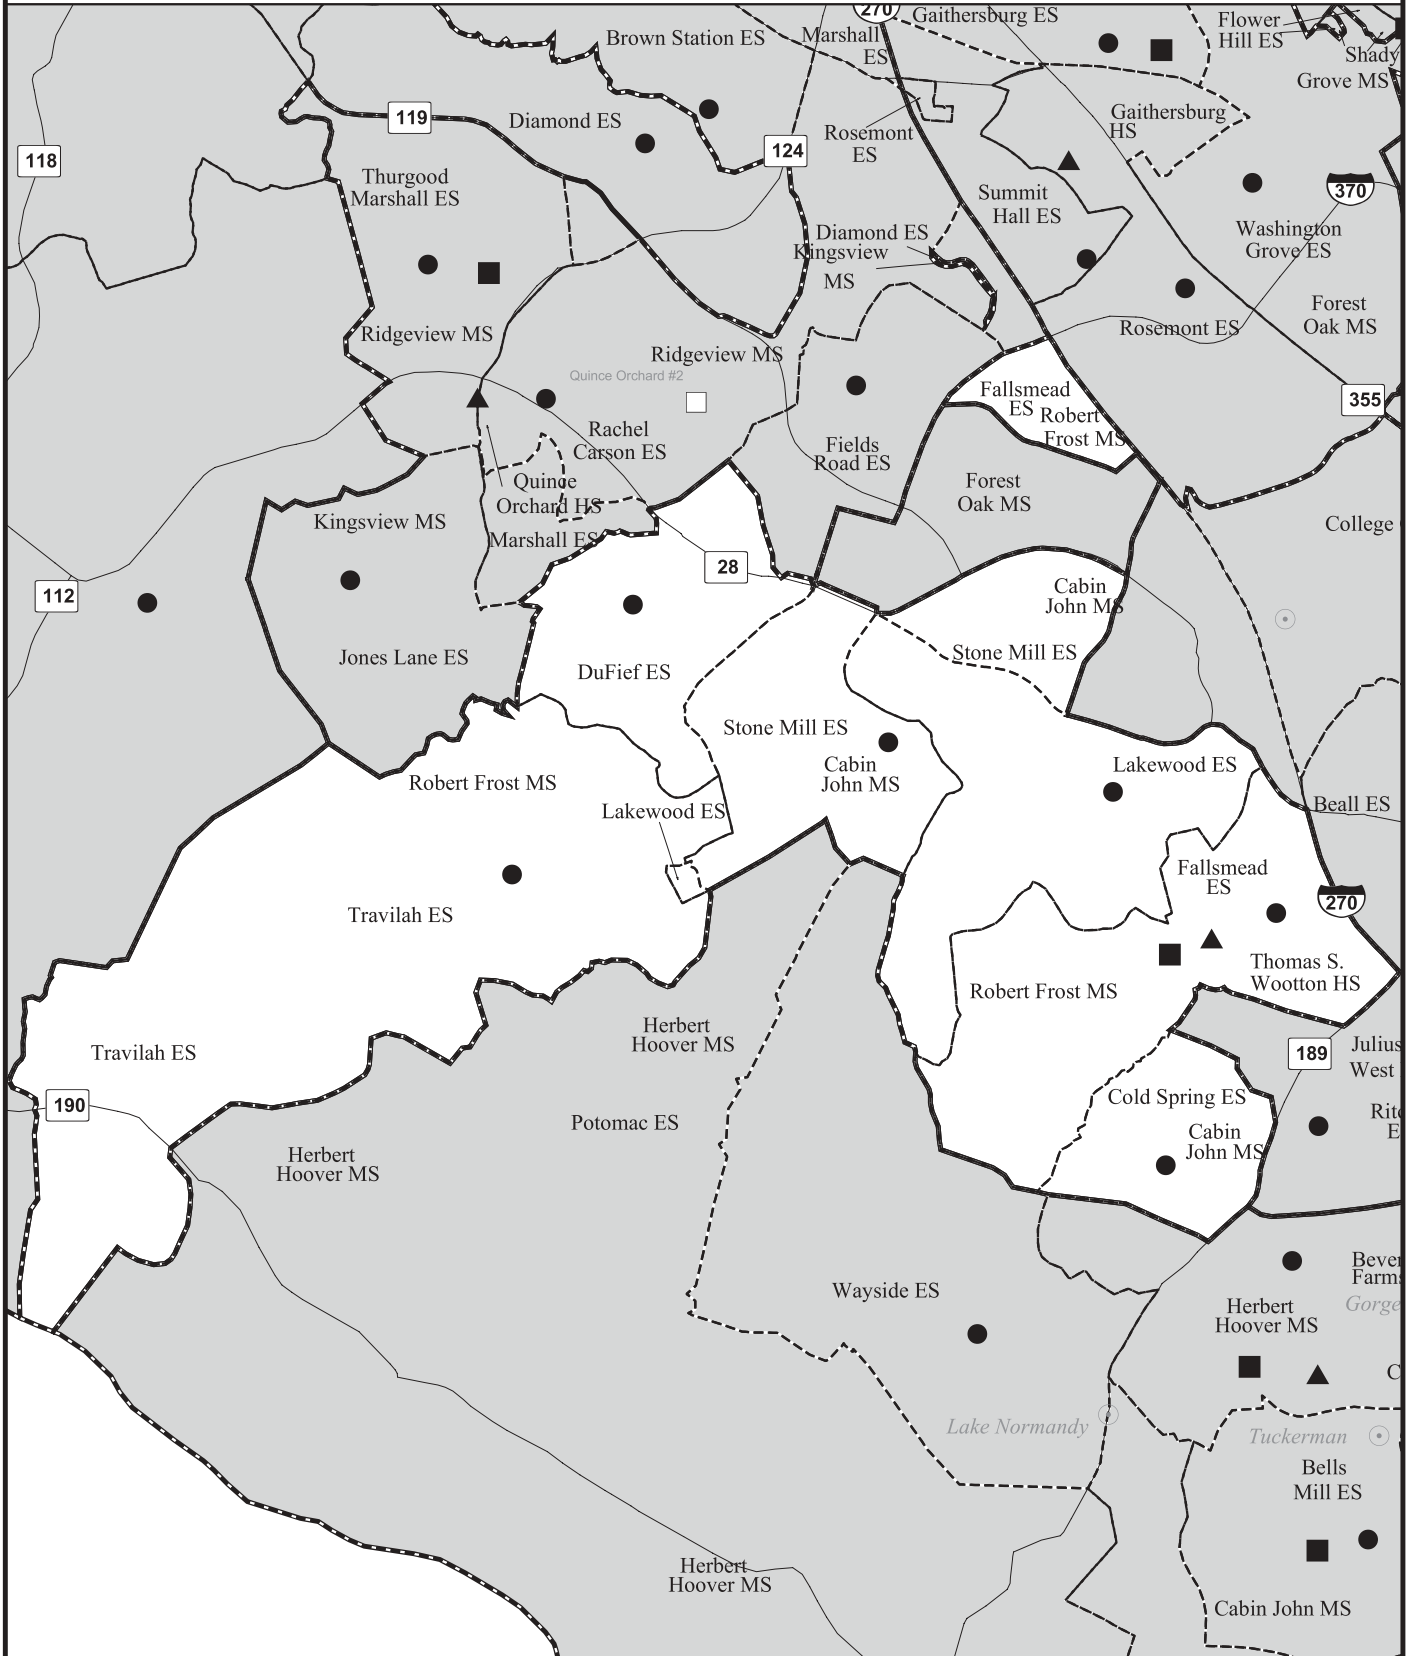 270
Gaithersburg ES
Flower
Hill ES
Shady
Grove MS
Brown Station ES
Marshall
ES
119
Diamond ES
124
Rosemont
ES
Gaithersburg
HS
118
Thurgood
Marshall ES
Summit
Hall ES
370
Diamond ES
Kingsview
MS
Washington
Grove ES
Ridgeview MS
Rosemont ES
Forest
Oak MS
Ridgeview MS
Quince Orchard #2
Fallsmead
ES
Robert
Frost MS
355
Rachel
Carson ES
Fields
Road ES
Forest
Oak MS
Quince
Orchard HS
Kingsview MS
Marshall ES
College
28
112
Cabin
John MS
Jones Lane ES
DuFief ES
Stone Mill ES
Stone Mill ES
Cabin
John MS
Robert Frost MS
Lakewood ES
Lakewood ES
Beall ES
Fallsmead
ES
270
Travilah ES
Thomas S.
Wootton HS
Robert Frost MS
Herbert
Hoover MS
Travilah ES
189
Julius
West
190
Cold Spring ES
Potomac ES
Ritc
E
Cabin
John MS
Herbert
Hoover MS
Wayside ES
Bever
Farms
Gorge
Herbert
Hoover MS
C
Lake Normandy
Tuckerman
Bells
Mill ES
Herbert
Hoover MS
Cabin John MS